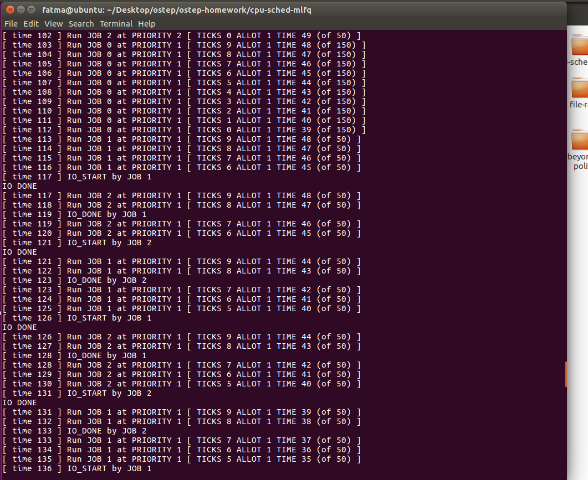 fatma@ubuntu: ~/Desktop/ostep/ostep-homework/cpu-sched-mlfq
File Edit View Search Terminal Help
[ time 102 ] Run JOB 2 at PRIORITY 2 [ TICKS 0 ALLOT 1 TIME 49 (of 50) ]
[ time 103 ] Run JOB 0 at PRIORITY 1 [ TICKS 9 ALLOT 1 TIME 48 (of 150) ]
[ time 104 ] Run JOB 0 at PRIORITY 1 [ TICKS 8 ALLOT 1 TIME 47 (of 150) ]
[ time 105 ] Run JOB 0 at PRIORITY 1 [ TICKS 7 ALLOT 1 TIME 46 (of 150) ]
[ time 106 ] Run JOB 0 at PRIORITY 1 [ TICKS 6 ALLOT 1 TIME 45 (of 150) ]
[ time 107 ] Run JOB 0 at PRIORITY 1 [ TICKS 5 ALLOT 1 TIME 44 (of 150) ]
[ time 108 ] Run JOB 0 at PRIORITY 1 [ TICKS 4 ALLOT 1 TIME 43 (of 150) ]
[ time 109 ] Run JOB 0 at PRIORITY 1 [ TICKS 3 ALLOT 1 TIME 42 (of 150) ]
[ time 110 ] Run JOB 0 at PRIORITY 1 [ TICKS 2 ALLOT 1 TIME 41 (of 150) ]
[ time 111 ] Run JOB 0 at PRIORITY 1 [ TICKS 1 ALLOT 1 TIME 40 (of 150) ]
[ time 112 ] Run JOB 0 at PRIORITY 1 [ TICKS 0 ALLOT 1 TIME 39 (of 150) ]
[ time 113 ] Run JOB 1 at PRIORITY 1 [ TICKS 9 ALLOT 1 TIME 48 (of 50) ]
[ time 114 ] Run JOB 1 at PRIORITY 1 [ TICKS 8 ALLOT 1 TIME 47 (of 50) ]
[ time 115 ] Run JOB 1 at PRIORITY 1 [ TICKS 7 ALLOT 1 TIME 46 (of 50) ]
[ time 116 ] Run JOB 1 at PRIORITY 1 [ TICKS 6 ALLOT 1 TIME 45 (of 50) ]
[ time 117 ] IO_START by JOB 1
IO DONE
[ time 117 ] Run JOB 2 at PRIORITY 1 [ TICKS 9 ALLOT 1 TIME 48 (of 50) ]
[ time 118 ] Run JOB 2 at PRIORITY 1 [ TICKS 8 ALLOT 1 TIME 47 (of 50) ]
[ time 119 ] IO_DONE by JOB 1
[ time 119 ] Run JOB 2 at PRIORITY 1 [ TICKS 7 ALLOT 1 TIME 46 (of 50) ]
[ time 120 ] Run JOB 2 at PRIORITY 1 [ TICKS 6 ALLOT 1 TIME 45 (of 50) ]
[ time 121 ] IO_START by JOB 2
IO DONE
[ time 121 ] Run JOB 1 at PRIORITY 1 [ TICKS 9 ALLOT 1 TIME 44 (of 50) ]
[ time 122 ] Run JOB 1 at PRIORITY 1 [ TICKS 8 ALLOT 1 TIME 43 (of 50) ]
[ time 123 ] IO_DONE by JOB 2
[ time 123 ] Run JOB 1 at PRIORITY 1 [ TICKS 7 ALLOT 1 TIME 42 (of 50) ]
[ time 124 ] Run JOB 1 at PRIORITY 1 [ TICKS 6 ALLOT 1 TIME 41 (of 50) ]
[ time 125 ] Run JOB 1 at PRIORITY 1 [ TICKS 5 ALLOT 1 TIME 40 (of 50) ]
[ time 126 ] IO_START by JOB 1
IO DONE
[ time 126 ] Run JOB 2 at PRIORITY 1 [ TICKS 9 ALLOT 1 TIME 44 (of 50) ]
[ time 127 ] Run JOB 2 at PRIORITY 1 [ TICKS 8 ALLOT 1 TIME 43 (of 50) ]
[ time 128 ] IO_DONE by JOB 1
[ time 128 ] Run JOB 2 at PRIORITY 1 [ TICKS 7 ALLOT 1 TIME 42 (of 50) ]
[ time 129 ] Run JOB 2 at PRIORITY 1 [ TICKS 6 ALLOT 1 TIME 41 (of 50) ]
[ time 130 ] Run JOB 2 at PRIORITY 1 [ TICKS 5 ALLOT 1 TIME 40 (of 50) ]
[ time 131 ] IO_START by JOB 2
IO DONE
[ time 131 ] Run JOB 1 at PRIORITY 1 [ TICKS 9 ALLOT 1 TIME 39 (of 50) ]
[ time 132 ] Run JOB 1 at PRIORITY 1 [ TICKS 8 ALLOT 1 TIME 38 (of 50) ]
[ time 133 ] IO_DONE by JOB 2
[ time 133 ] Run JOB 1 at PRIORITY 1 [ TICKS 7 ALLOT 1 TIME 37 (of 50) ]
[ time 134 ] Run JOB 1 at PRIORITY 1 [ TICKS 6 ALLOT 1 TIME 36 (of 50) ]
[ time 135 ] Run JOB 1 at PRIORITY 1 [ TICKS 5 ALLOT 1 TIME 35 (of 50) ]
[ time 136 ] IO_START by JOB 1
-sche
file-r
beyon
poli